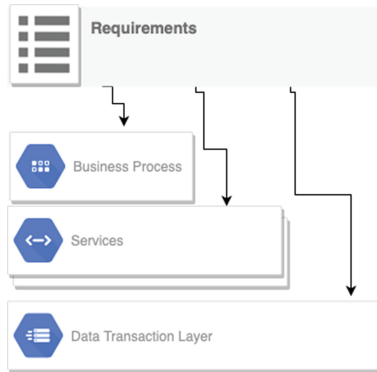 Requirements
Business Process
Services
Data Transaction Layer